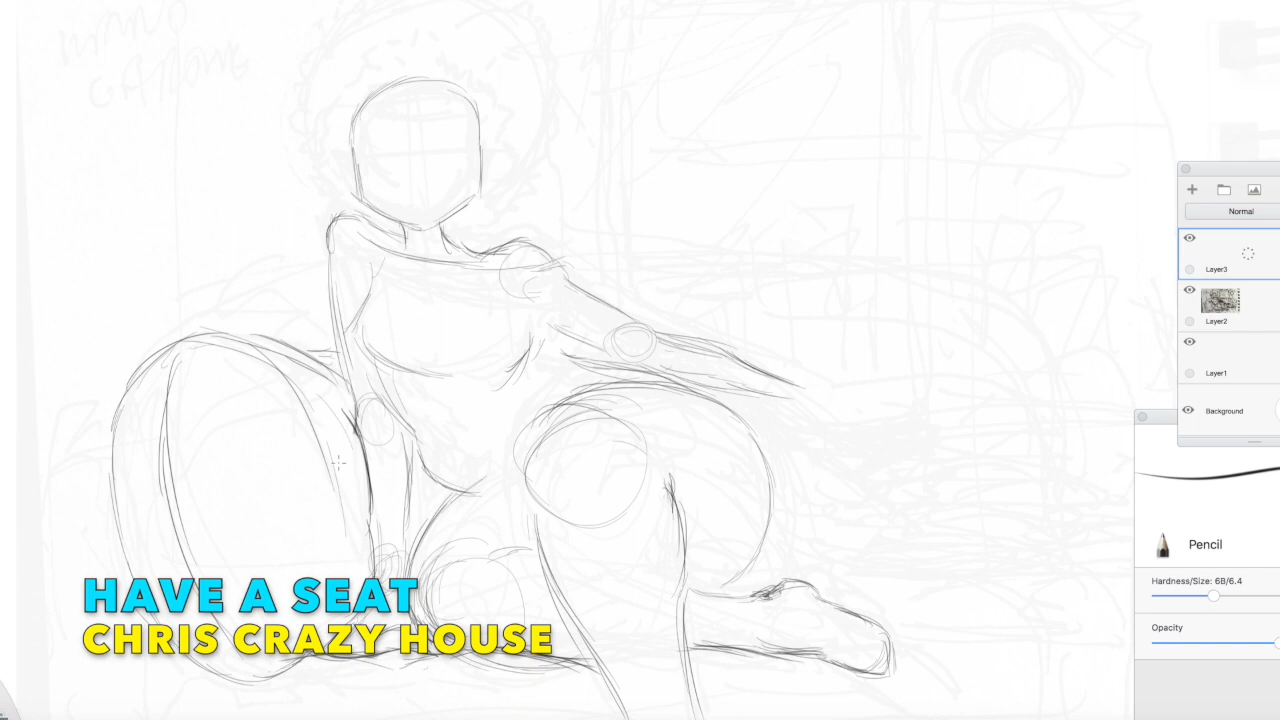 Normal
Layer3
Layer2
Layer1
Background
Pencil
Hardness/Size: 6B/6.4
Opacity
HAVE A SEAT
CHRIS CRAZY HOUSE